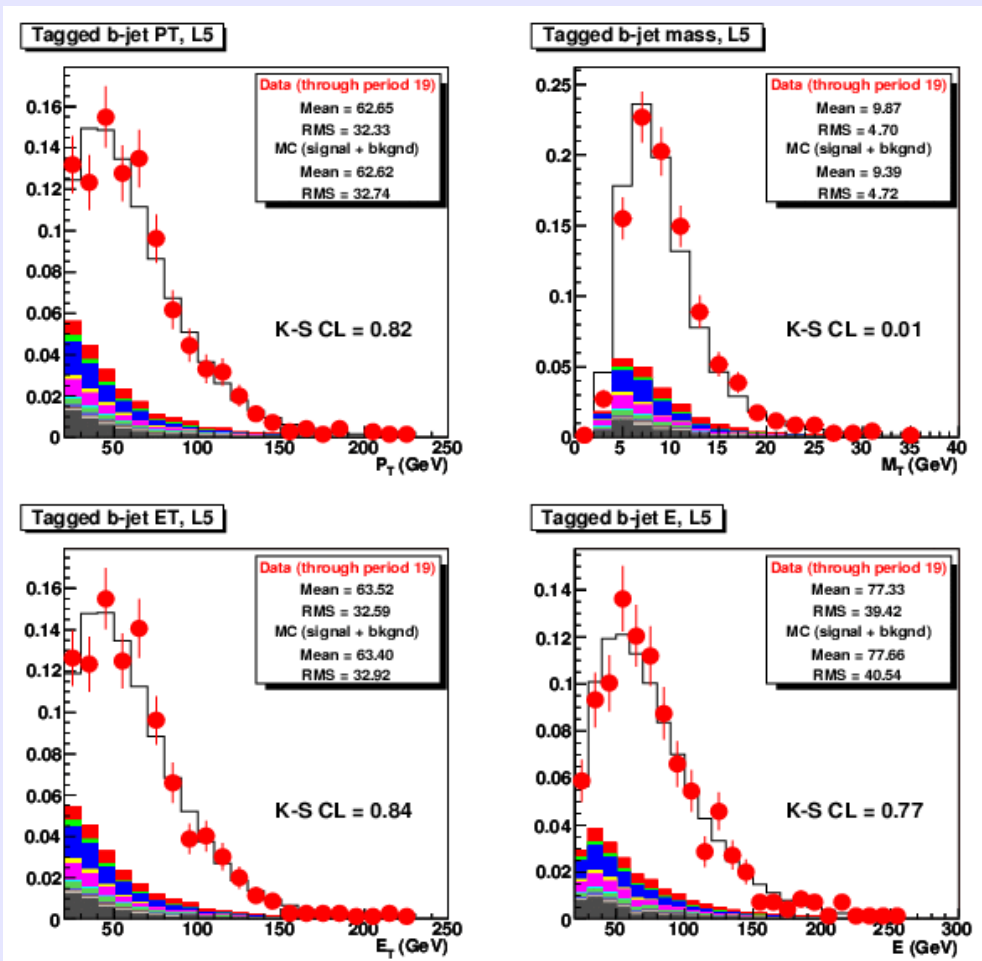 Tagged b-jet PT, L5
Data (through period 19)
Mean = 62.65
RMS = 32.33
MC (signal + bkgnd)
Mean = 62.62
RMS = 32.74
K-S CL = 0.82
0.16
0.14
0.12
0.1
0.08
0.06
0.04
0.02
0
50 100 150 200 250
P_T (GeV)
Tagged b-jet mass, L5
Data (through period 19)
Mean = 9.87
RMS = 4.70
MC (signal + bkgnd)
Mean = 9.39
RMS = 4.72
K-S CL = 0.01
0.25
0.2
0.15
0.1
0.05
0
0 5 10 15 20 25 30 35 40
M_T (GeV)
Tagged b-jet ET, L5
Data (through period 19)
Mean = 63.52
RMS = 32.59
MC (signal + bkgnd)
Mean = 63.40
RMS = 32.92
K-S CL = 0.84
0.16
0.14
0.12
0.1
0.08
0.06
0.04
0.02
0
50 100 150 200 250
E_T (GeV)
Tagged b-jet E, L5
Data (through period 19)
Mean = 77.33
RMS = 39.42
MC (signal + bkgnd)
Mean = 77.66
RMS = 40.54
K-S CL = 0.77
0.14
0.12
0.1
0.08
0.06
0.04
0.02
0
50 100 150 200 250 300
E (GeV)